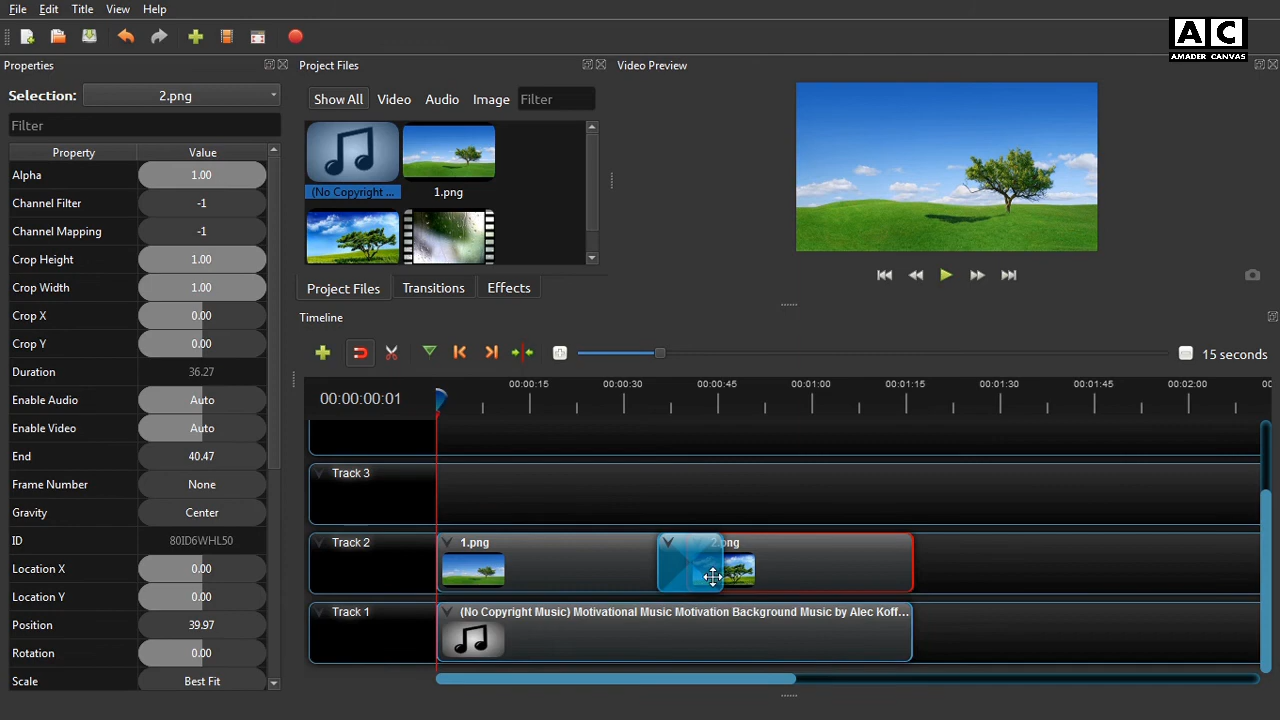 File Edit Title View Help
AC
AMADER CANVAS
Properties
Project Files
Video Preview
Selection: 2.png
Show All Video Audio Image Filter
Filter
Property Value
Alpha 1.00
Channel Filter -1
Channel Mapping -1
Crop Height 1.00
Crop Width 1.00
Crop X 0.00
Crop Y 0.00
Duration 36.27
Enable Audio Auto
Enable Video Auto
End 40.47
Frame Number None
Gravity Center
ID 80ID6WHL50
Location X 0.00
Location Y 0.00
Position 39.97
Rotation 0.00
Scale Best Fit
(No Copyright ...
1.png
Project Files Transitions Effects
Timeline
15 seconds
00:00:00:01
00:00:15 00:00:30 00:00:45 00:01:00 00:01:15 00:01:30 00:01:45 00:02:00 00
Track 3
Track 2
1.png
2.png
Track 1
(No Copyright Music) Motivational Music Motivation Background Music by Alec Koff...